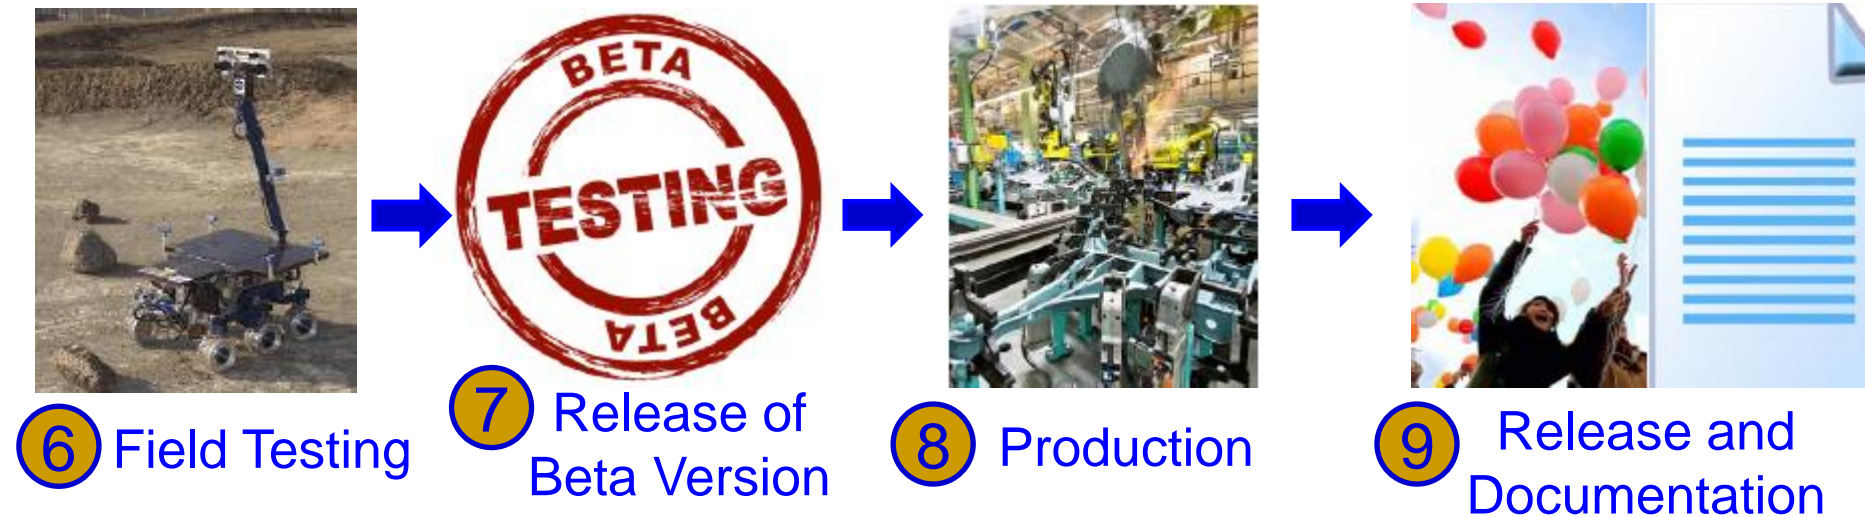 BETA
TESTING
BETA
6 Field Testing
7 Release of
Beta Version
8 Production
9 Release and
Documentation